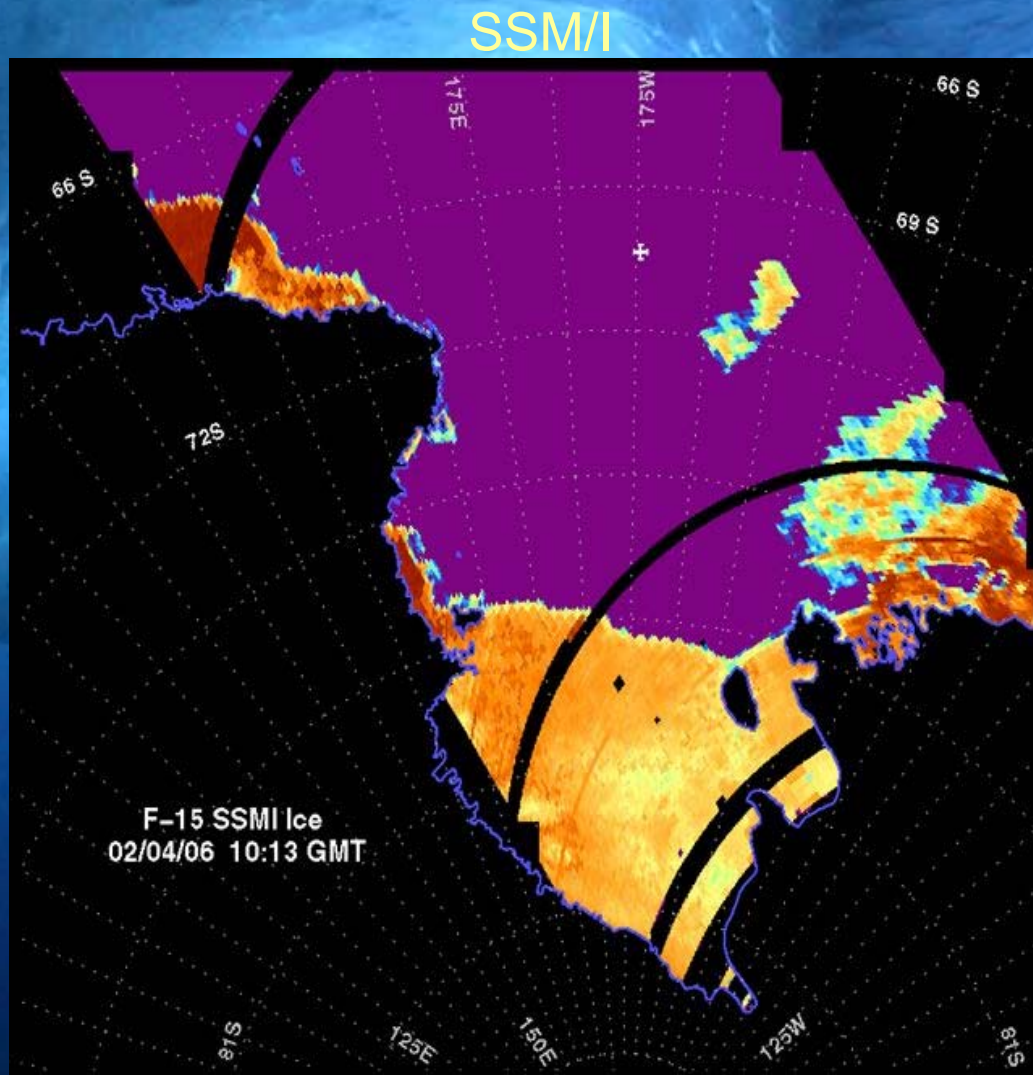 SSM/I
175E
175W
66 S
66 S
69 S
72S
F-15 SSMI Ice
02/04/06 10:13 GMT
81S
125E
150E
125W
81S